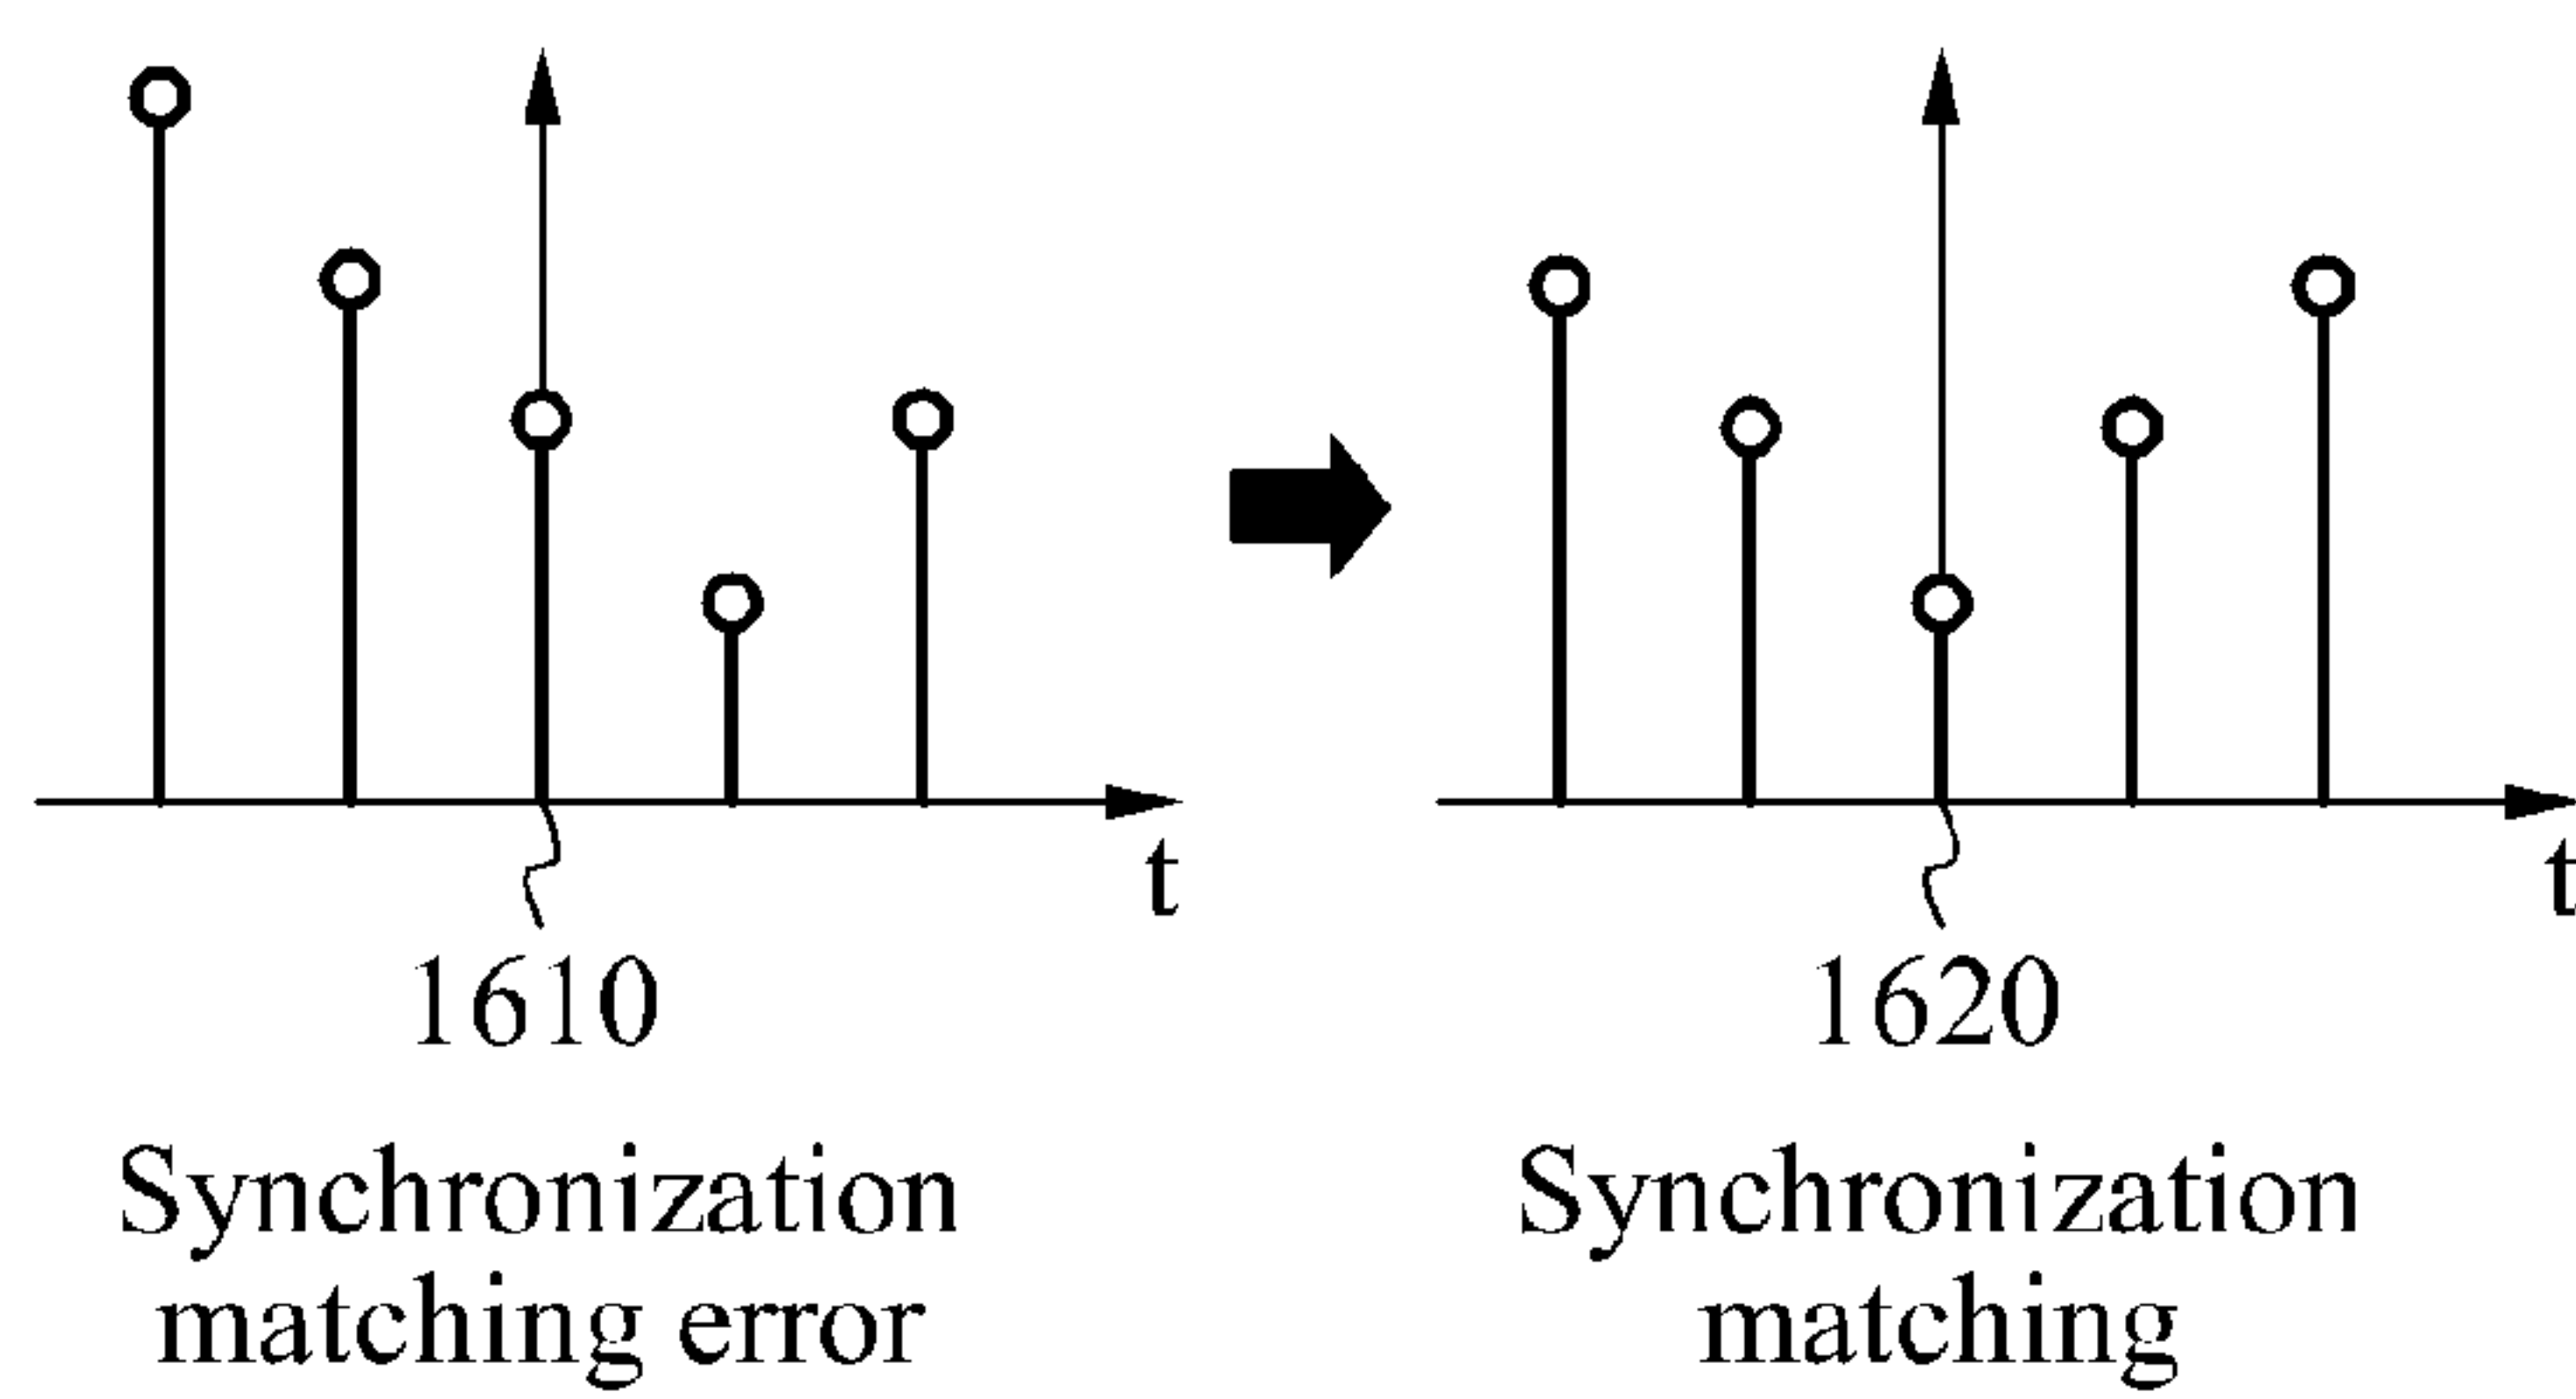 t
t
1610
1620
Synchronization
matching error
Synchronization
matching